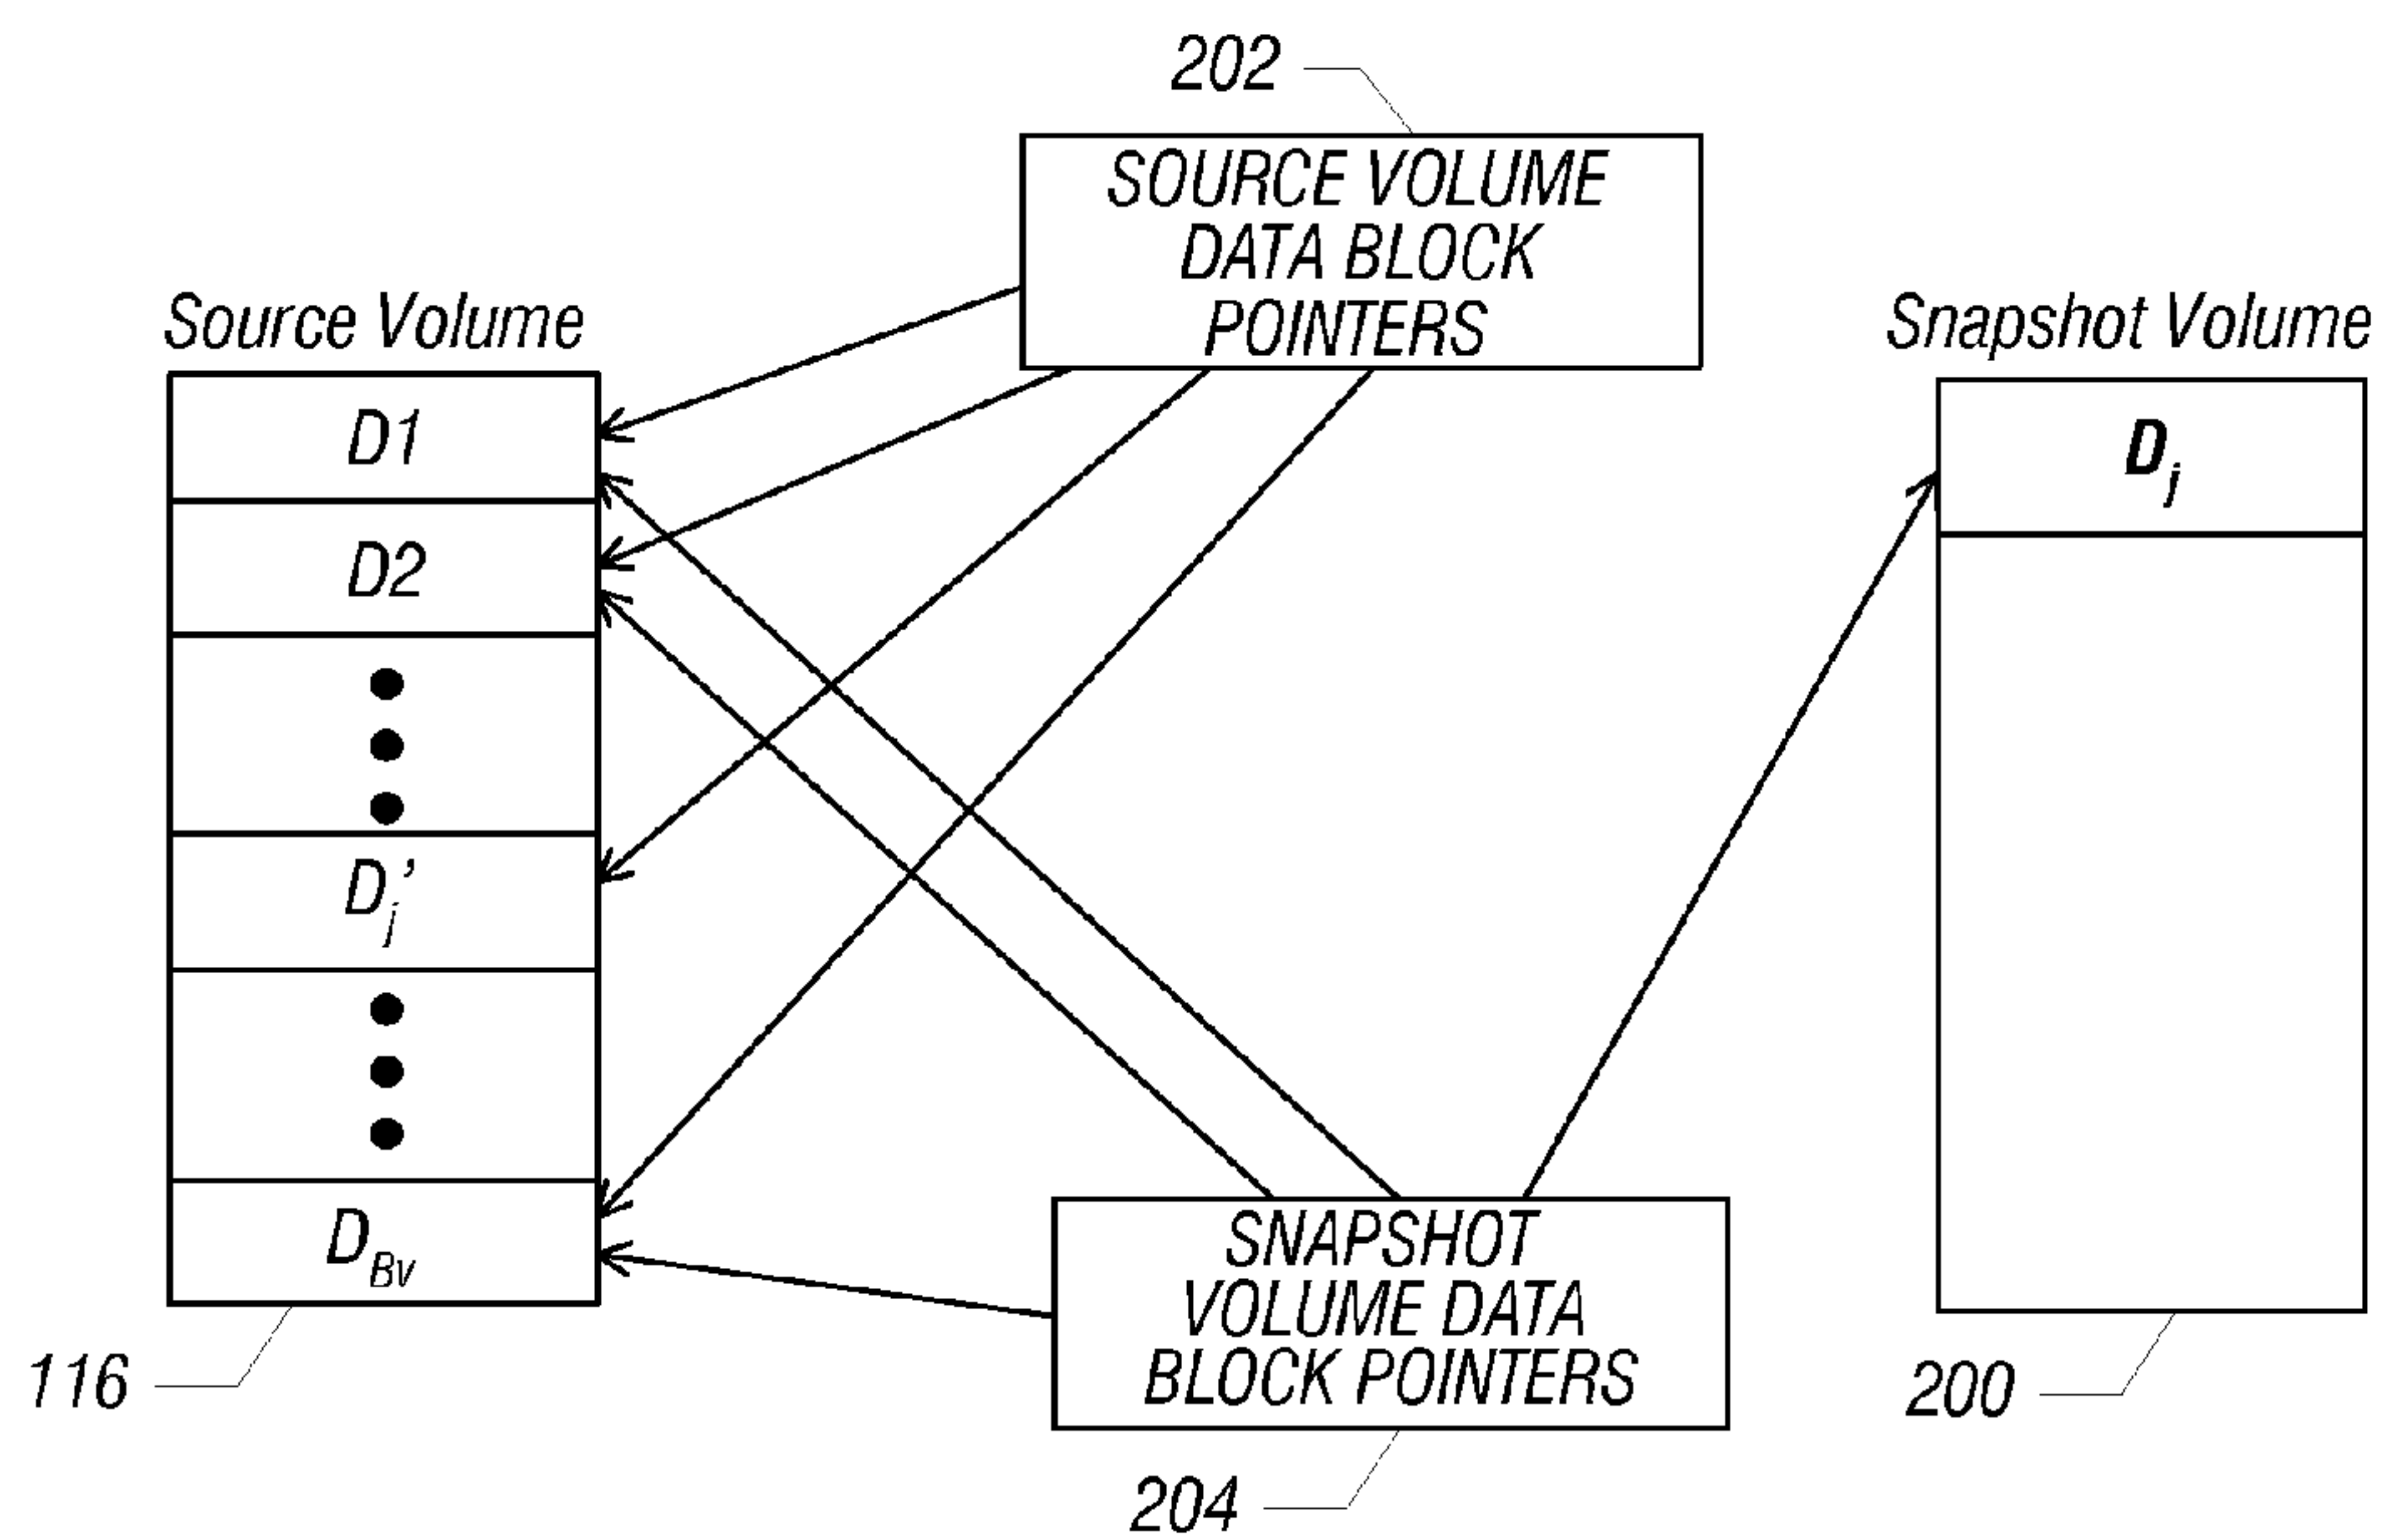 202
SOURCE VOLUME
DATA BLOCK
POINTERS
Source Volume
Snapshot Volume
D1
D2
Dj’
DBV
Dj
SNAPSHOT
VOLUME DATA
BLOCK POINTERS
116
200
204